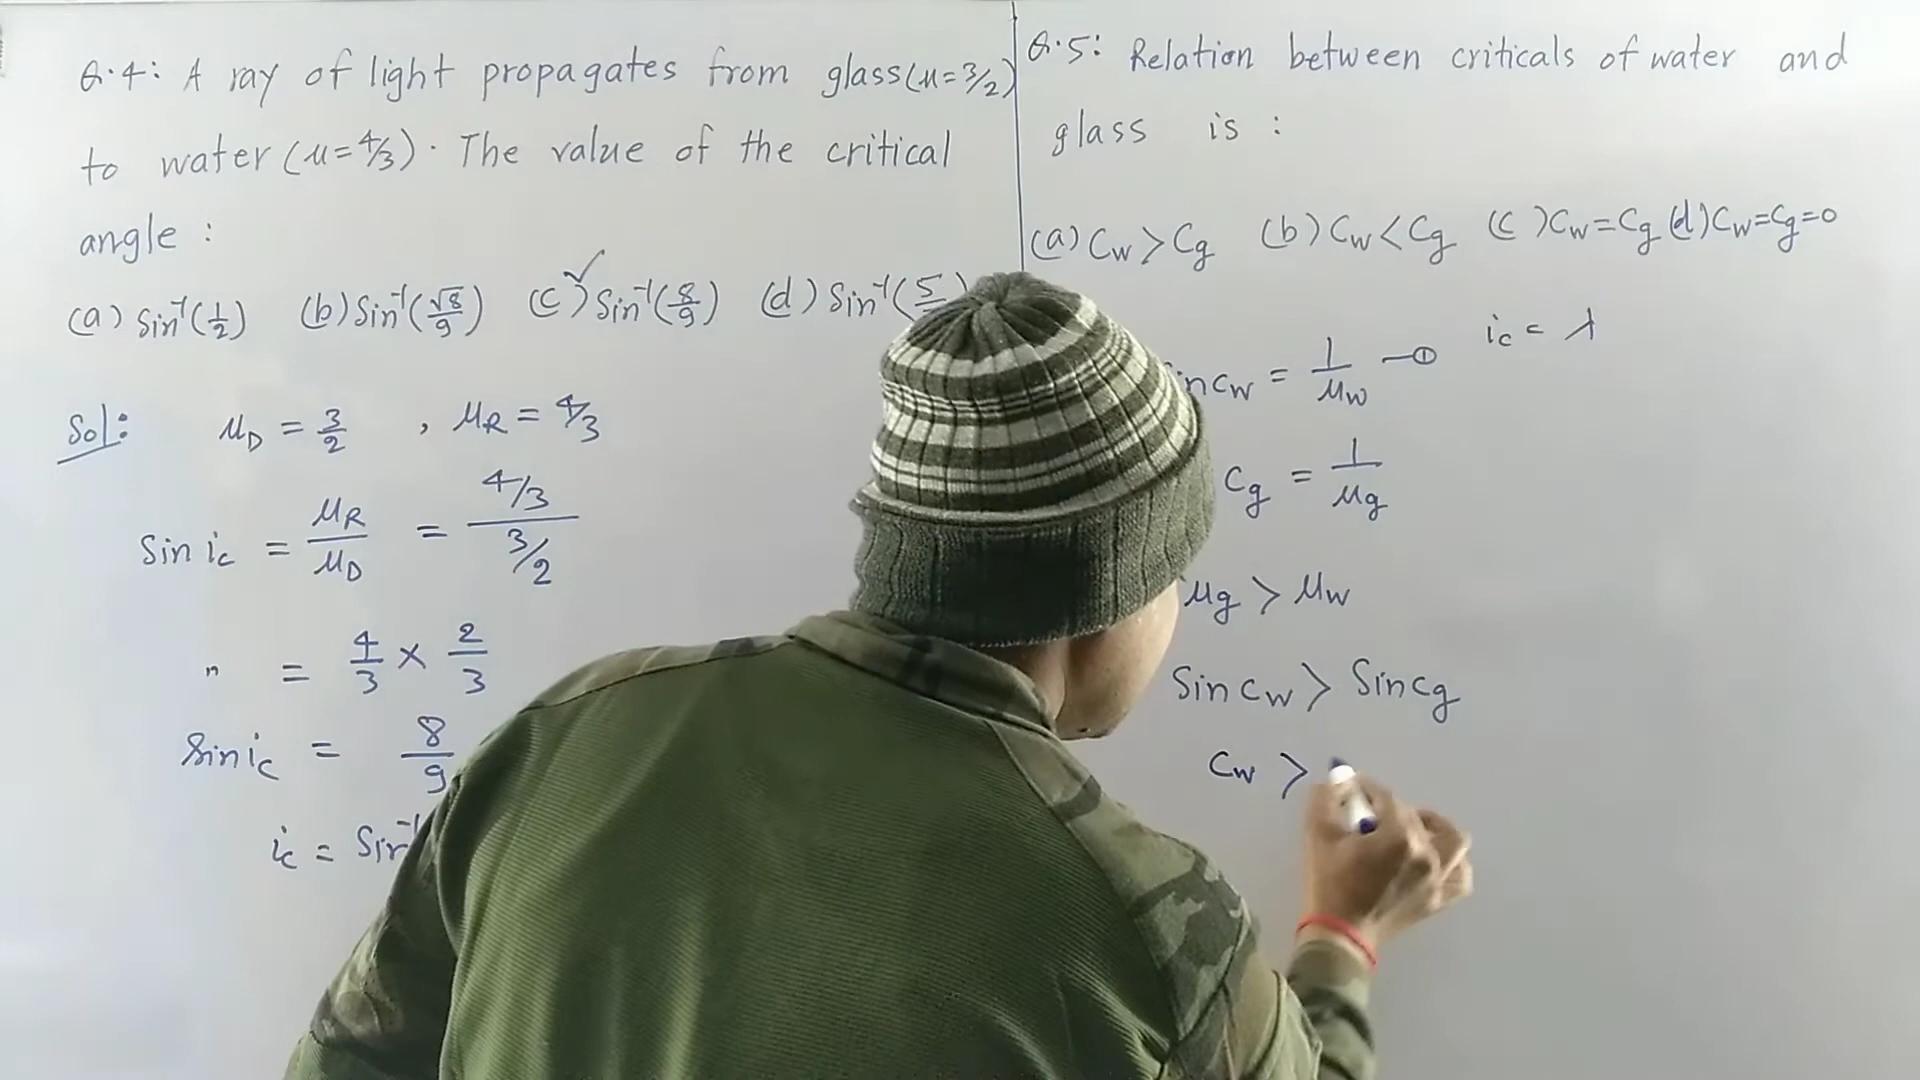 Q.4: A ray of light propagates from glass(μ=3/2)
to water (μ=4/3). The value of the critical
angle :
(a) Sin⁻¹(1/2) (b) Sin⁻¹(√8/9) (c) Sin⁻¹(8/9) (d) Sin⁻¹(5
Sol: μD = 3/2 , μR = 4/3
Sin ic = μR/μD = 4/3 / 3/2
" = 4/3 × 2/3
Sin ic = 8/9
ic = Sin⁻¹
Q.5: Relation between criticals of water and
glass is :
(a) Cw > Cg (b) Cw < Cg (c) Cw = Cg (d) Cw = Cg = 0
ncw = 1/μw —① ic = λ
Cg = 1/μg
μg > μw
Sin Cw > Sin Cg
Cw >